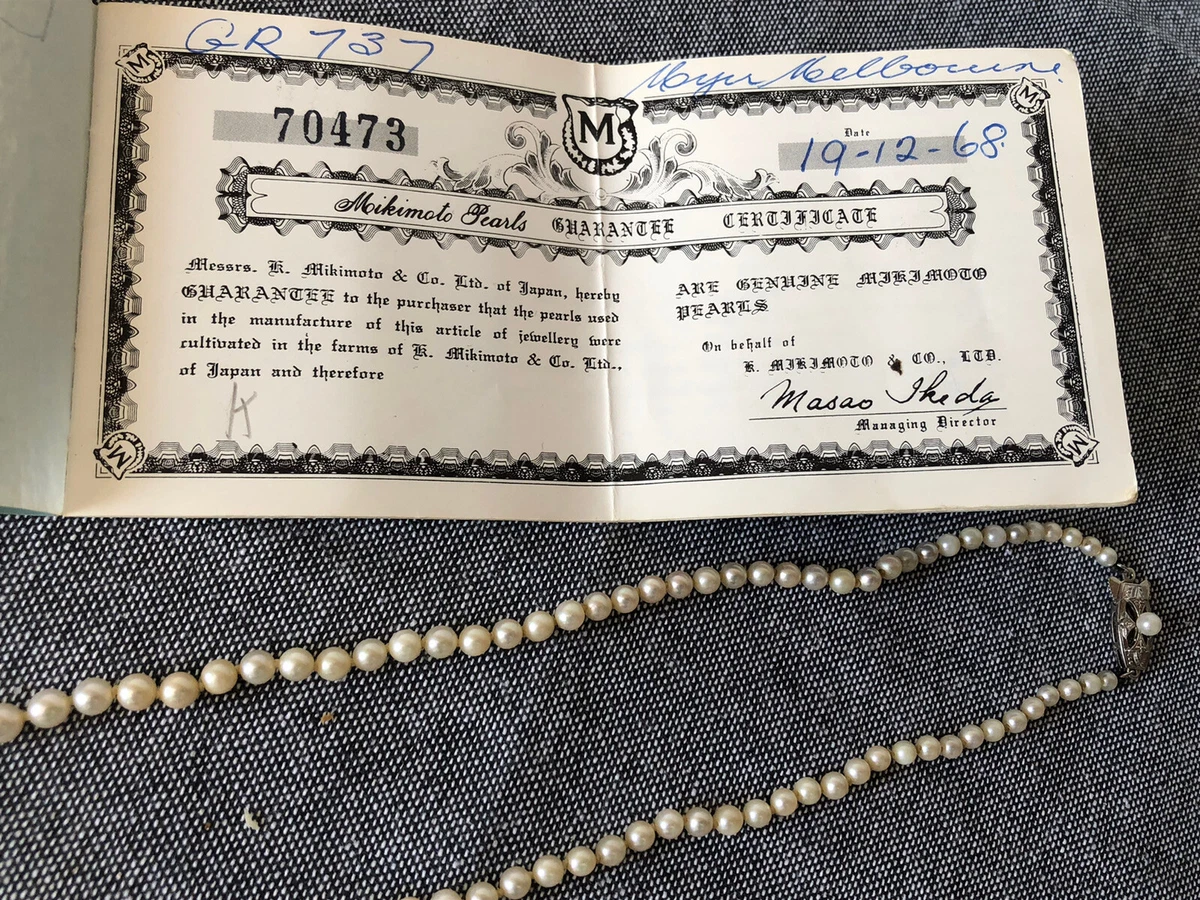 GR 737
Myer Melbourne
M
M
M
70473
Date
19-12-68.
Mikimoto Pearls GUARANTEE CERTIFICATE
Messrs. K. Mikimoto & Co. Ltd. of Japan, hereby
GUARANTEE to the purchaser that the pearls used
in the manufacture of this article of jewellery were
cultivated in the farms of K. Mikimoto & Co. Ltd.,
of Japan and therefore
ARE GENUINE MIKIMOTO
PEARLS
On behalf of
K. MIKIMOTO & CO., LTD.
Masao Ikeda
Managing Director
M
M